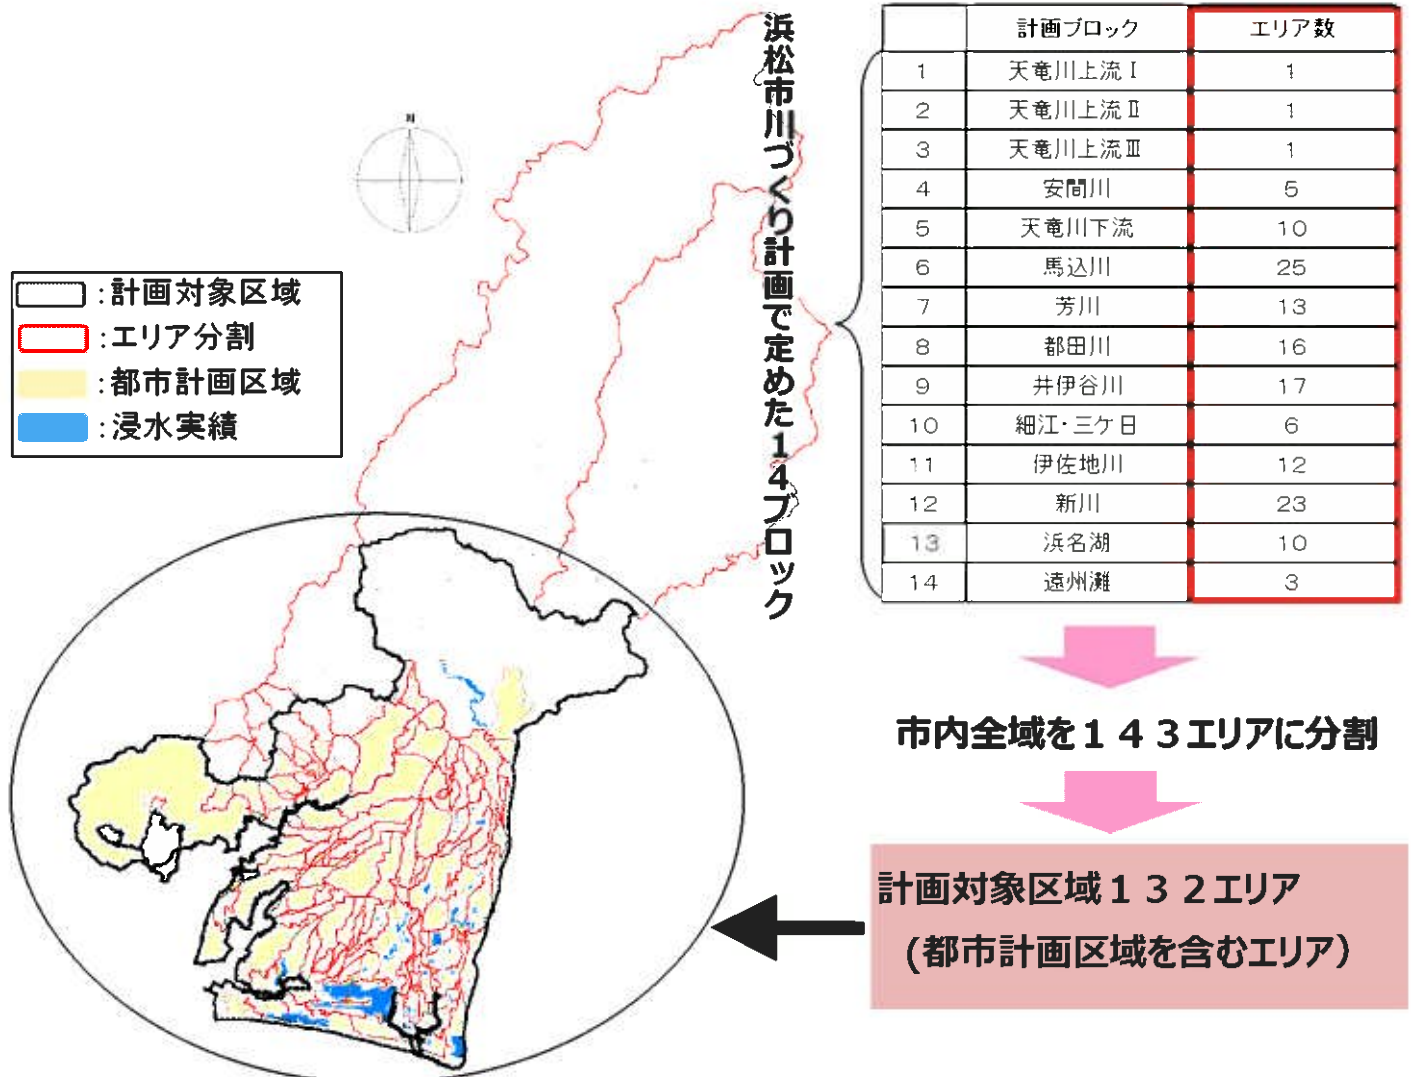 N
:計画対象区域
:エリア分割
:都市計画区域
:浸水実績
浜松市川づくり計画で定めた14ブロック
計画ブロック エリア数
1 天竜川上流Ⅰ 1
2 天竜川上流Ⅱ 1
3 天竜川上流Ⅲ 1
4 安間川 5
5 天竜川下流 10
6 馬込川 25
7 芳川 13
8 都田川 16
9 井伊谷川 17
10 細江・三ケ日 6
11 伊佐地川 12
12 新川 23
13 浜名湖 10
14 遠州灘 3
市内全域を143エリアに分割
計画対象区域132エリア
(都市計画区域を含むエリア)